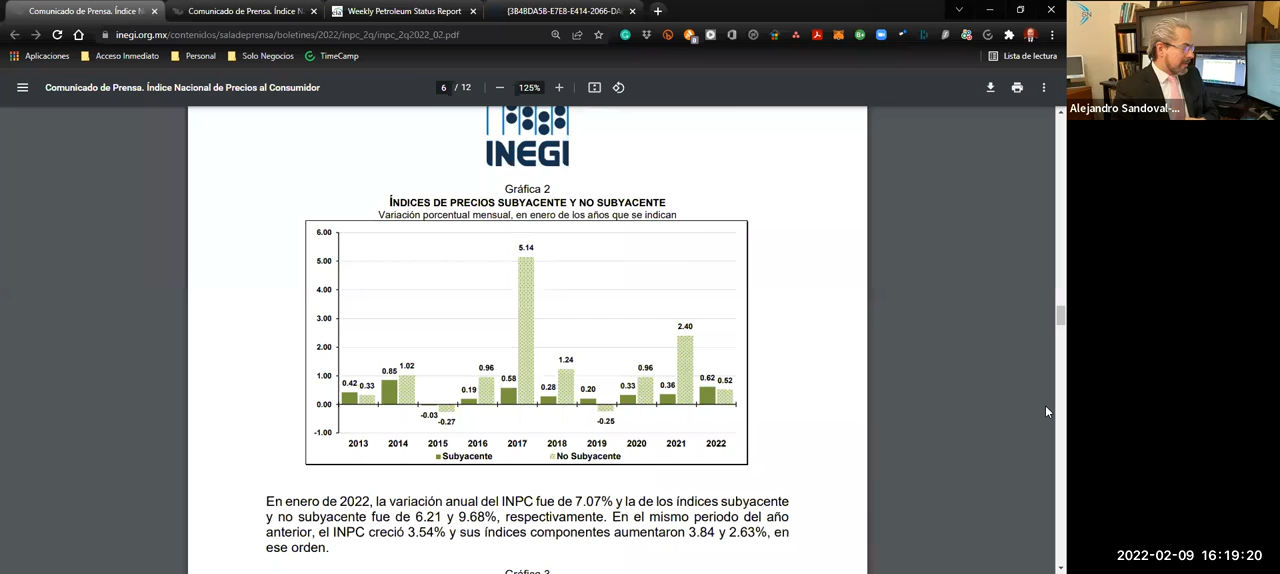 Comunicado de Prensa. Índice N
Comunicado de Prensa. Índice N
Weekly Petroleum Status Report
{3B4BDA5B-E7E8-E414-2066-DA
inegi.org.mx/contenidos/saladeprensa/boletines/2022/inpc_2q/inpc_2q2022_02.pdf
Aplicaciones
Acceso Inmediato
Personal
Solo Negocios
TimeCamp
Lista de lectura
Comunicado de Prensa. Índice Nacional de Precios al Consumidor
6 / 12
125%
Alejandro Sandoval-...
INEGI
Gráfica 2
ÍNDICES DE PRECIOS SUBYACENTE Y NO SUBYACENTE
Variación porcentual mensual, en enero de los años que se indican
6.00
5.00
4.00
3.00
2.00
1.00
0.00
-1.00
0.42 0.33
0.85 1.02
-0.03 -0.27
0.19 0.96
0.58 5.14
0.28 1.24
0.20 -0.25
0.33 0.96
0.36 2.40
0.62 0.52
2013 2014 2015 2016 2017 2018 2019 2020 2021 2022
Subyacente No Subyacente
En enero de 2022, la variación anual del INPC fue de 7.07% y la de los índices subyacente
y no subyacente fue de 6.21 y 9.68%, respectivamente. En el mismo periodo del año
anterior, el INPC creció 3.54% y sus índices componentes aumentaron 3.84 y 2.63%, en
ese orden.
Gráfica 3
2022-02-09 16:19:20